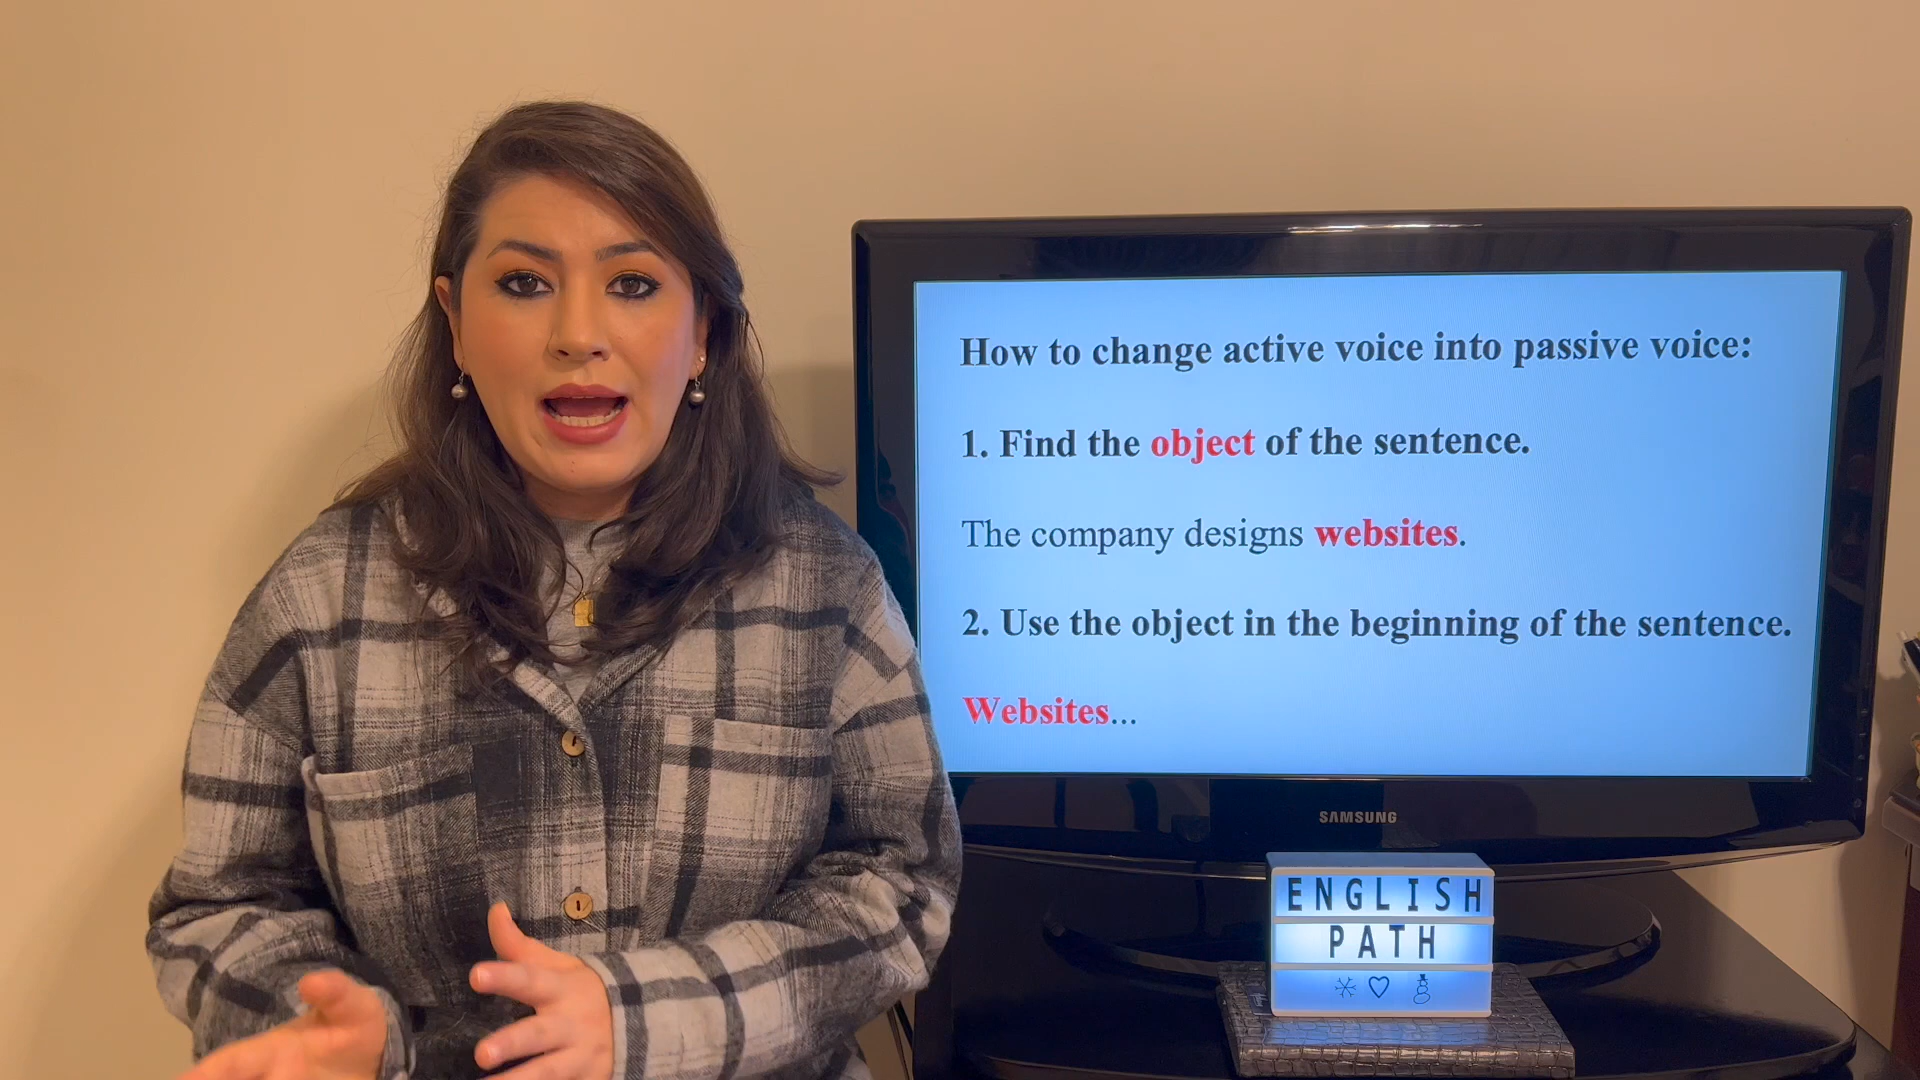 How to change active voice into passive voice:
1. Find the object of the sentence.
The company designs websites.
2. Use the object in the beginning of the sentence.
Websites...
SAMSUNG
ENGLISH
PATH